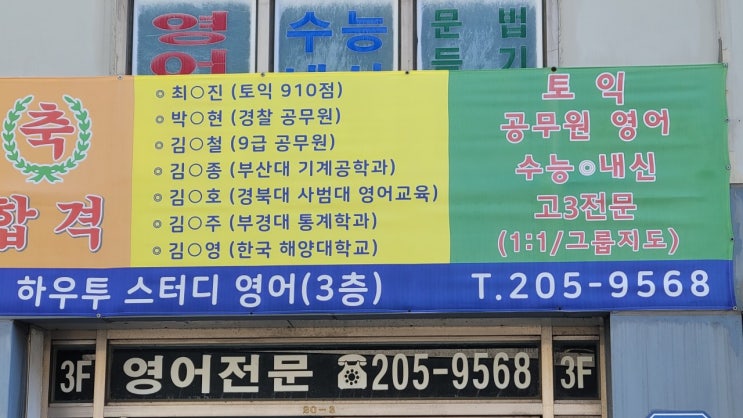 영어 수능 문법
듣기
축
합격
◎ 최○진 (토익 910점)
◎ 박○현 (경찰 공무원)
◎ 김○철 (9급 공무원)
◎ 김○종 (부산대 기계공학과)
◎ 김○호 (경북대 사범대 영어교육)
◎ 김○주 (부경대 통계학과)
◎ 김○영 (한국 해양대학교)
토익
공무원 영어
수능◎내신
고3전문
(1:1/그룹지도)
하우투 스터디 영어(3층) T.205-9568
3F 영어전문 ☎205-9568 3F
20-3